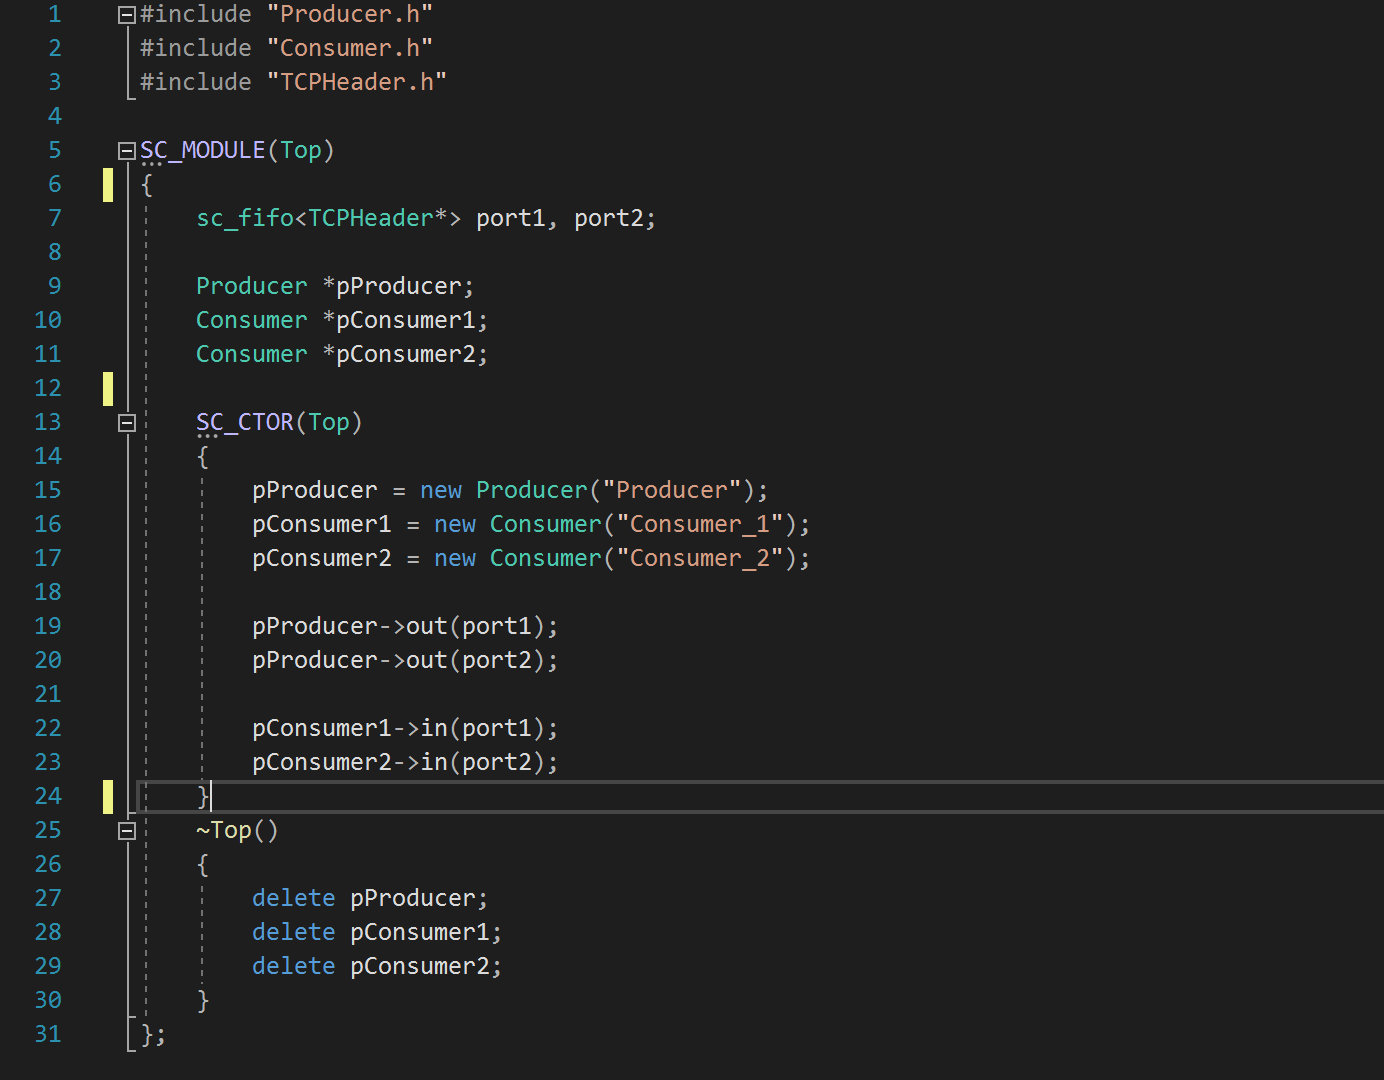 1 #include "Producer.h"
2 #include "Consumer.h"
3 #include "TCPHeader.h"
4
5 SC_MODULE(Top)
6 {
7 sc_fifo<TCPHeader*> port1, port2;
8
9 Producer *pProducer;
10 Consumer *pConsumer1;
11 Consumer *pConsumer2;
12
13 SC_CTOR(Top)
14 {
15 pProducer = new Producer("Producer");
16 pConsumer1 = new Consumer("Consumer_1");
17 pConsumer2 = new Consumer("Consumer_2");
18
19 pProducer->out(port1);
20 pProducer->out(port2);
21
22 pConsumer1->in(port1);
23 pConsumer2->in(port2);
24 }
25 ~Top()
26 {
27 delete pProducer;
28 delete pConsumer1;
29 delete pConsumer2;
30 }
31 };